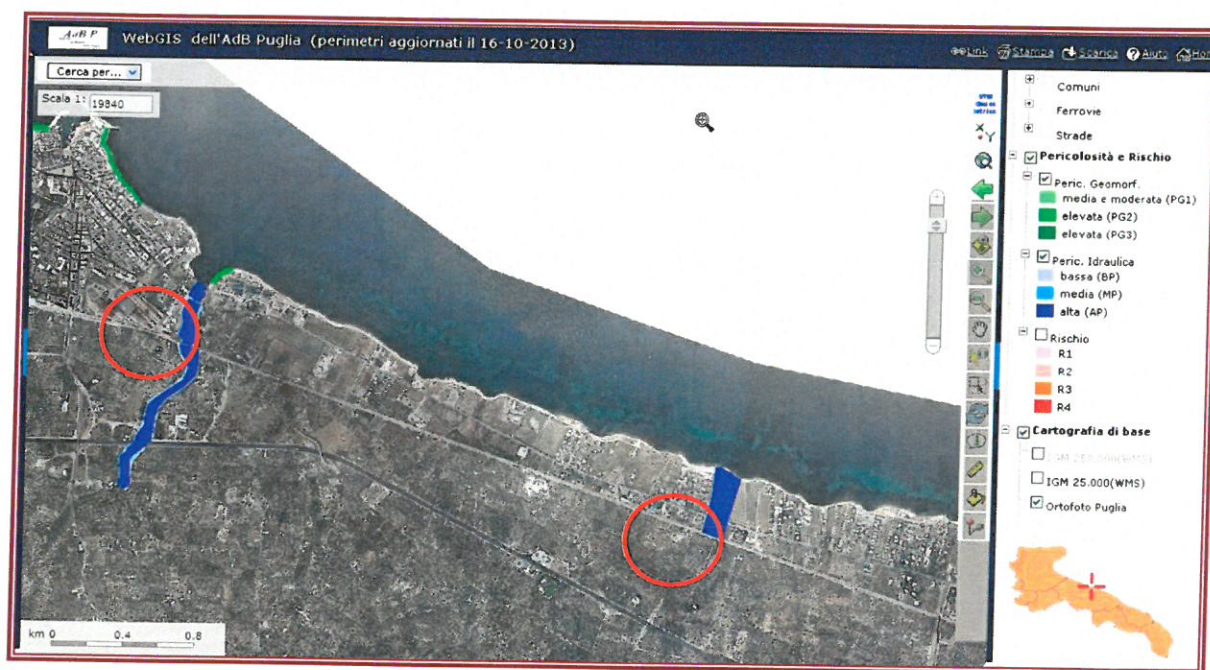 AdB P
WebGIS dell'AdB Puglia (perimetri aggiornati il 16-10-2013)
Link Stampa Scarica Aiuto Hom
Cerca per...
Scala 1: 19840
X Y
Comuni
Ferrovie
Strade
Pericolosità e Rischio
Peric. Geomorf.
media e moderata (PG1)
elevata (PG2)
elevata (PG3)
Peric. Idraulica
bassa (BP)
media (MP)
alta (AP)
Rischio
R1
R2
R3
R4
Cartografia di base
IGM 25.000(WMS)
Ortofoto Puglia
km 0 0.4 0.8